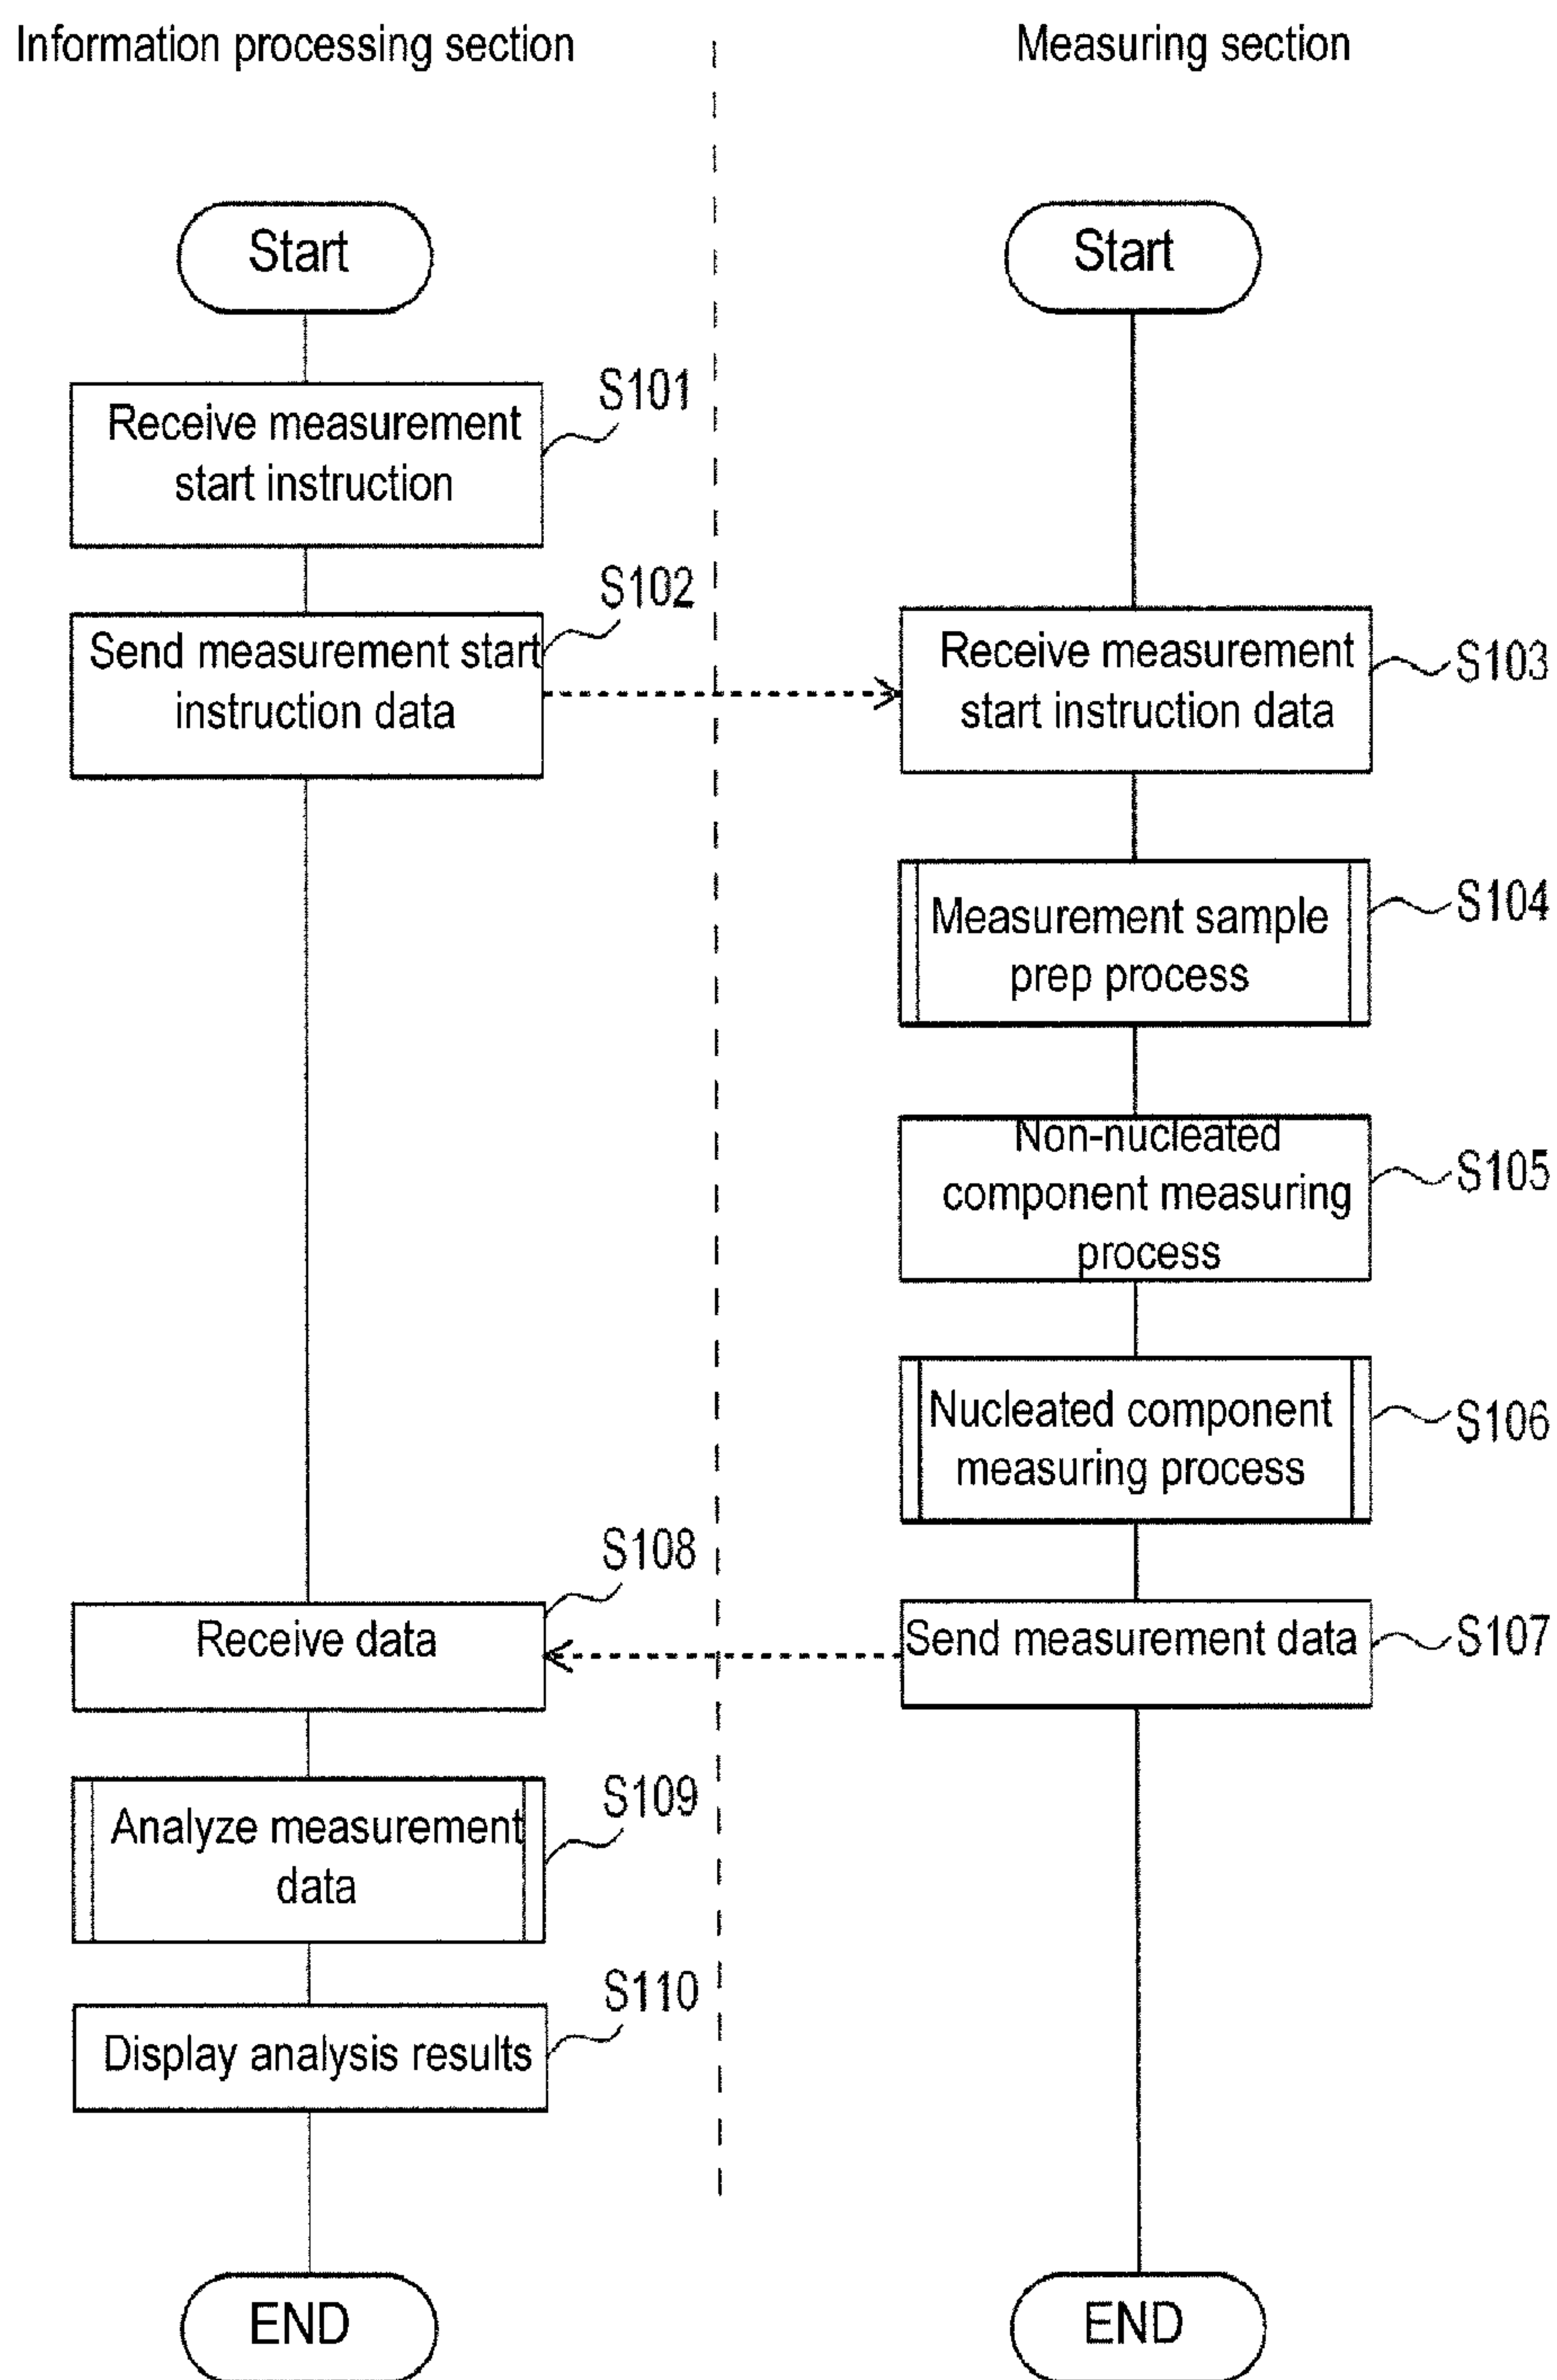 Information processing section
Measuring section
Start
Start
Receive measurement
start instruction
S101
Send measurement start
instruction data
S102
Receive measurement
start instruction data
S103
Measurement sample
prep process
S104
Non-nucleated
component measuring
process
S105
Nucleated component
measuring process
S106
Send measurement data
S107
Receive data
S108
Analyze measurement
data
S109
Display analysis results
S110
END
END